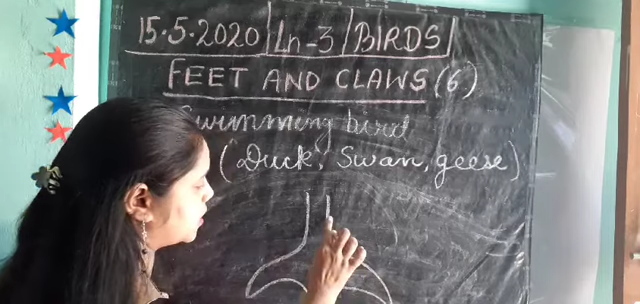 15.5.2020 Ln-3 BIRDS
FEET AND CLAWS (6)
Swimming bird
(Duck, Swan, geese)